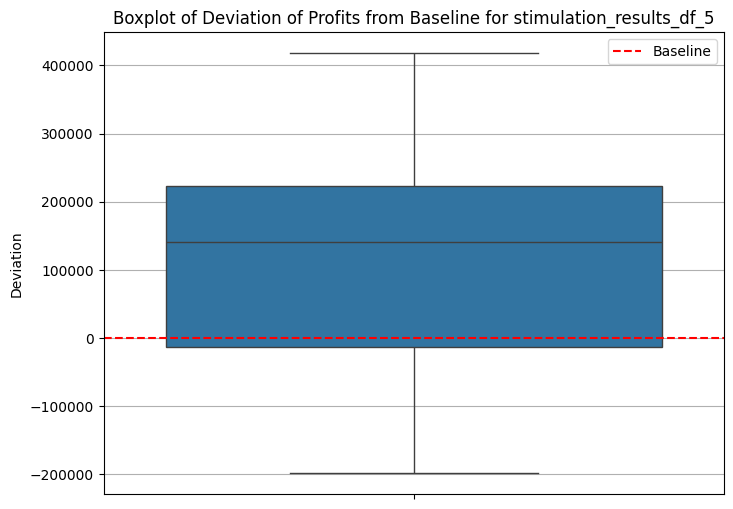 Boxplot of Deviation of Profits from Baseline for stimulation_results_df_5
Baseline
400000
300000
200000
100000
0
−100000
−200000
Deviation